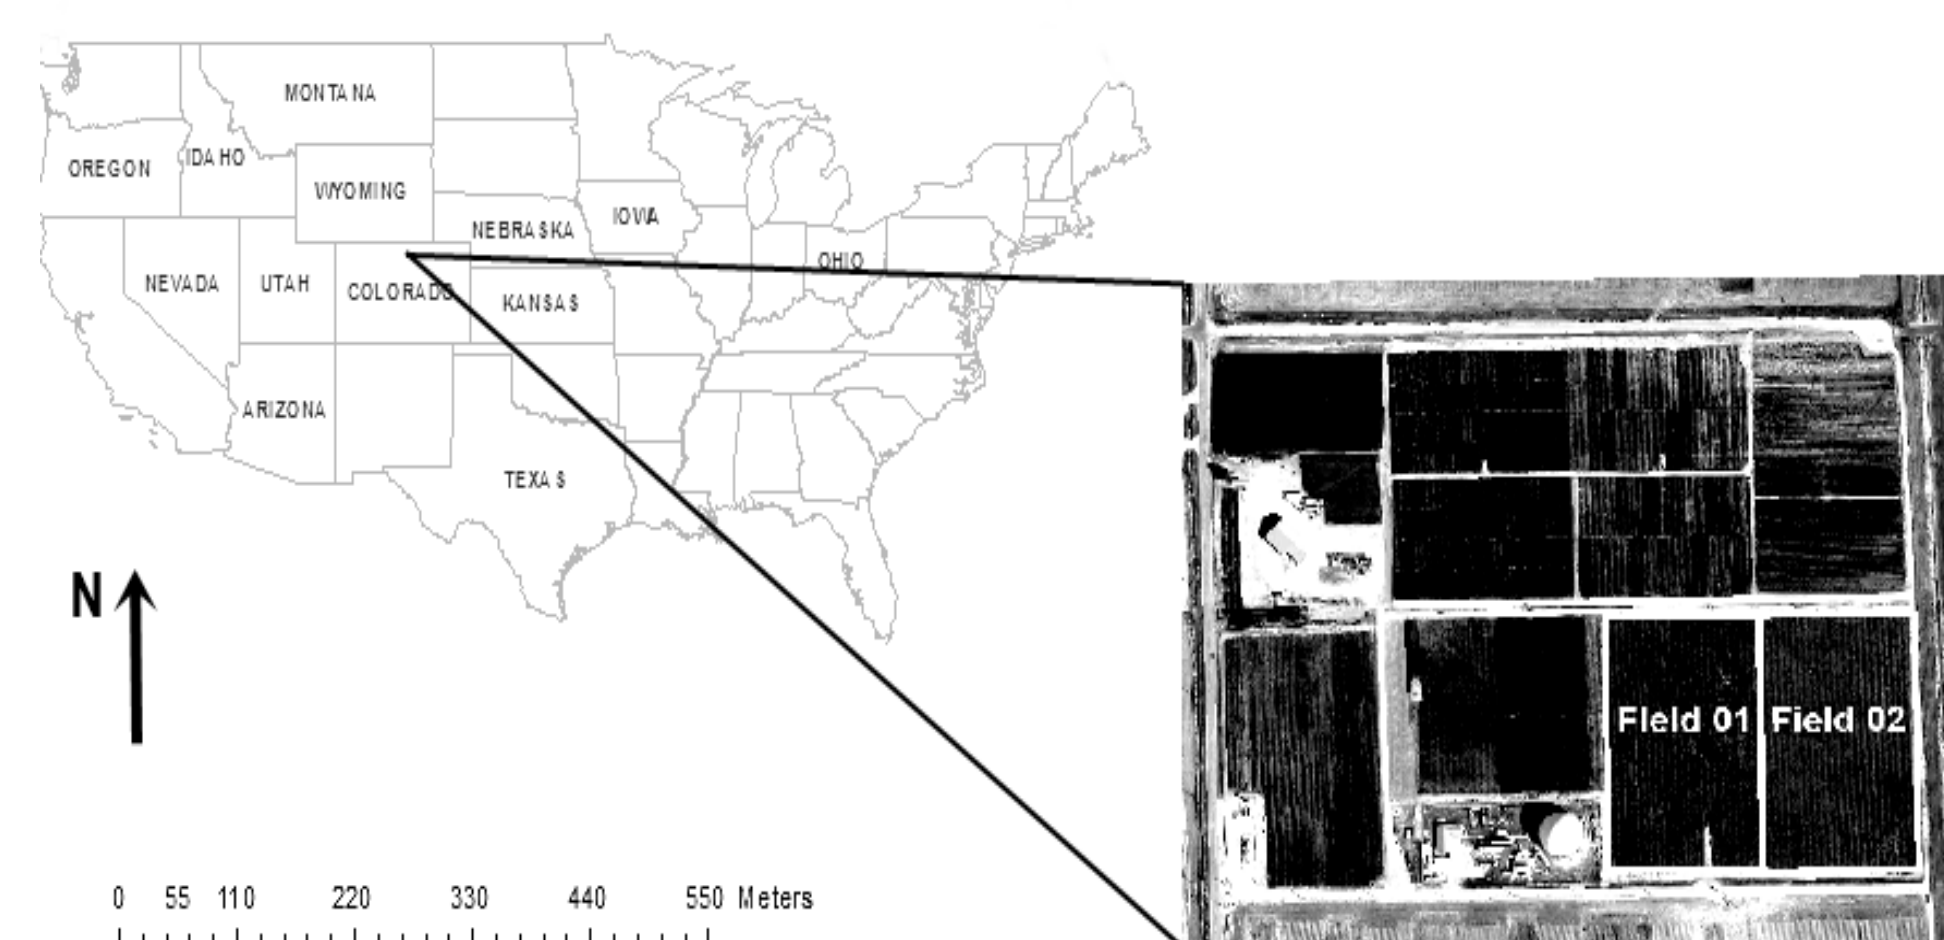 MONTANA
OREGON
IDAHO
WYOMING
NEBRASKA
IOWA
OHIO
NEVADA
UTAH
COLORADO
KANSAS
ARIZONA
TEXAS
N
Field 01
Field 02
0 55 110 220 330 440 550 Meters